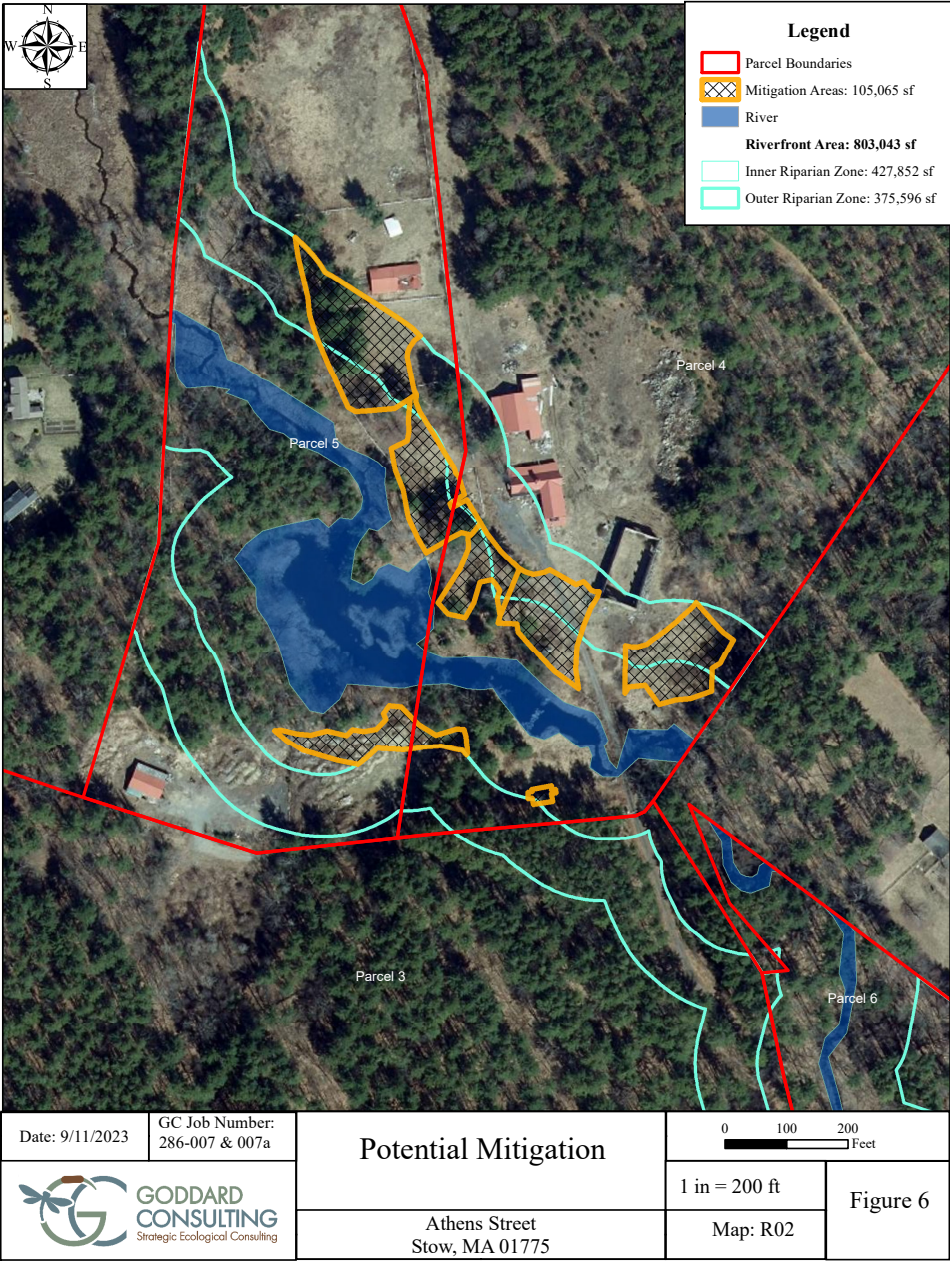 N
W E
S
Legend
Parcel Boundaries
Mitigation Areas: 105,065 sf
River
Riverfront Area: 803,043 sf
Inner Riparian Zone: 427,852 sf
Outer Riparian Zone: 375,596 sf
Parcel 4
Parcel 5
Parcel 3
Parcel 6
Date: 9/11/2023
GC Job Number:
286-007 & 007a
GODDARD
CONSULTING
Strategic Ecological Consulting
Potential Mitigation
Athens Street
Stow, MA 01775
0 100 200
Feet
1 in = 200 ft
Map: R02
Figure 6